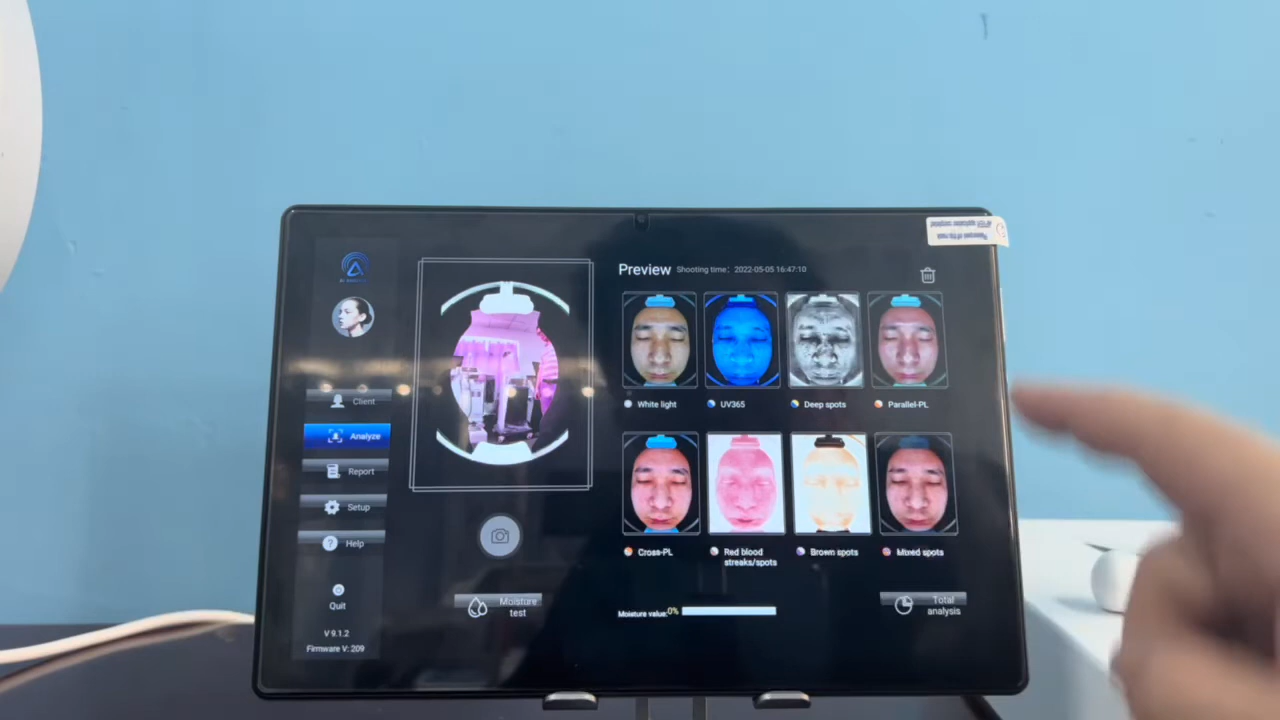 Preview
Shooting time: 2022-05-05 16:47:10
White light
UV365
Deep spots
Parallel-PL
Cross-PL
Red blood
streaks/spots
Brown spots
Mixed spots
Client
Analyze
Report
Setup
Help
Quit
V 9.1.2
Firmware V: 209
Moisture
test
Moisture value:0%
Total
analysis